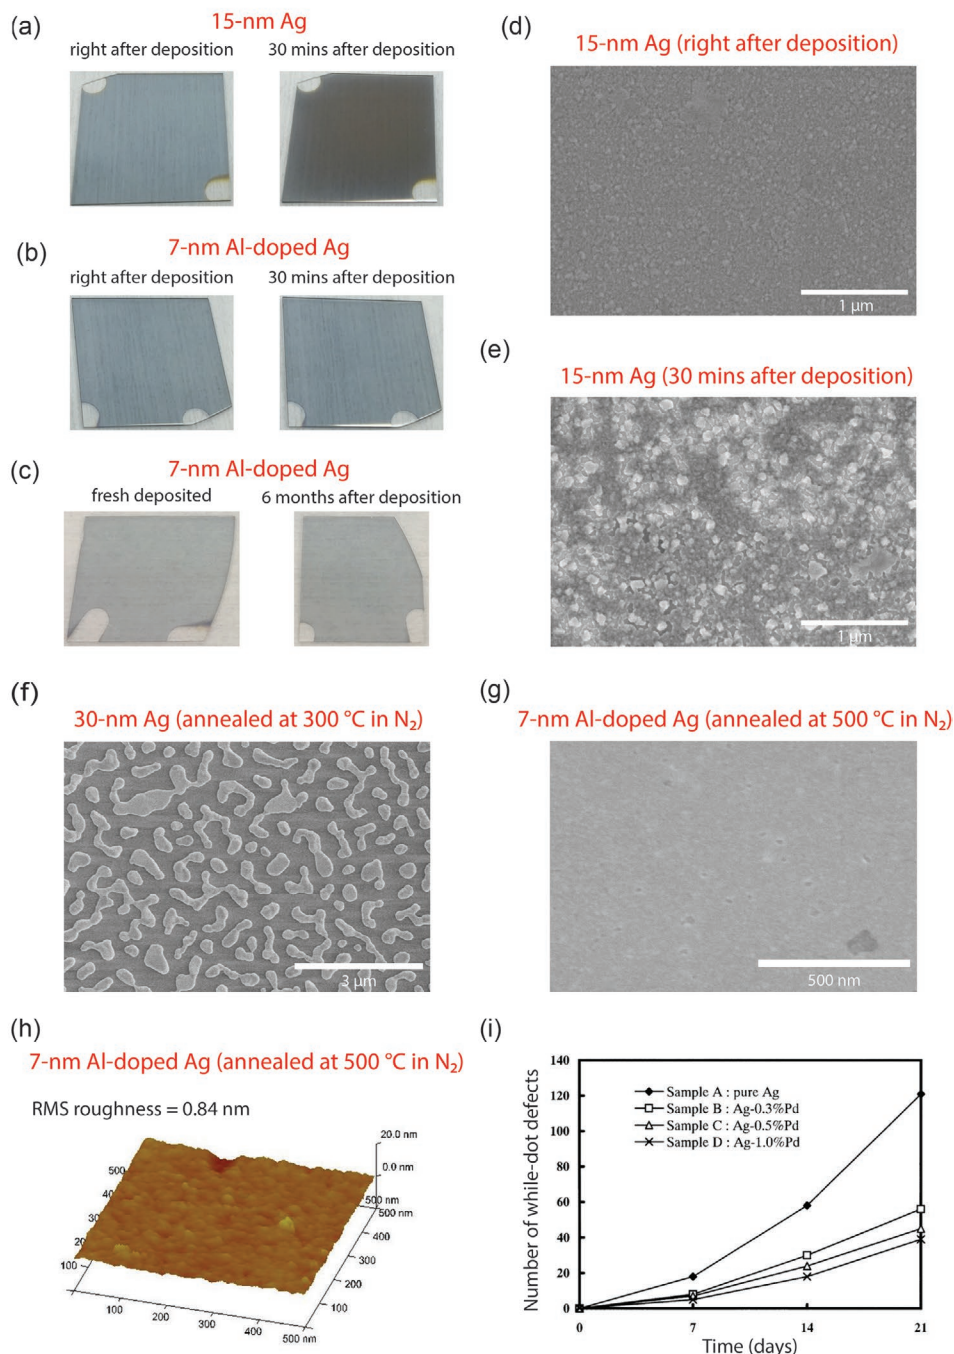 (a)
15-nm Ag
right after deposition
30 mins after deposition
(b)
7-nm Al-doped Ag
right after deposition
30 mins after deposition
(c)
7-nm Al-doped Ag
fresh deposited
6 months after deposition
(d)
15-nm Ag (right after deposition)
1 µm
(e)
15-nm Ag (30 mins after deposition)
1 µm
(f)
30-nm Ag (annealed at 300 °C in N₂)
3 µm
(g)
7-nm Al-doped Ag (annealed at 500 °C in N₂)
500 nm
(h)
7-nm Al-doped Ag (annealed at 500 °C in N₂)
RMS roughness = 0.84 nm
20.0 nm
0.0 nm
500 nm
500 nm
400
300
200
100
500
400
300
200
100
100
200
300
400
500 nm
(i)
Number of while-dot defects
140
120
100
80
60
40
20
0
Sample A : pure Ag
Sample B : Ag-0.3%Pd
Sample C : Ag-0.5%Pd
Sample D : Ag-1.0%Pd
0
7
14
21
Time (days)